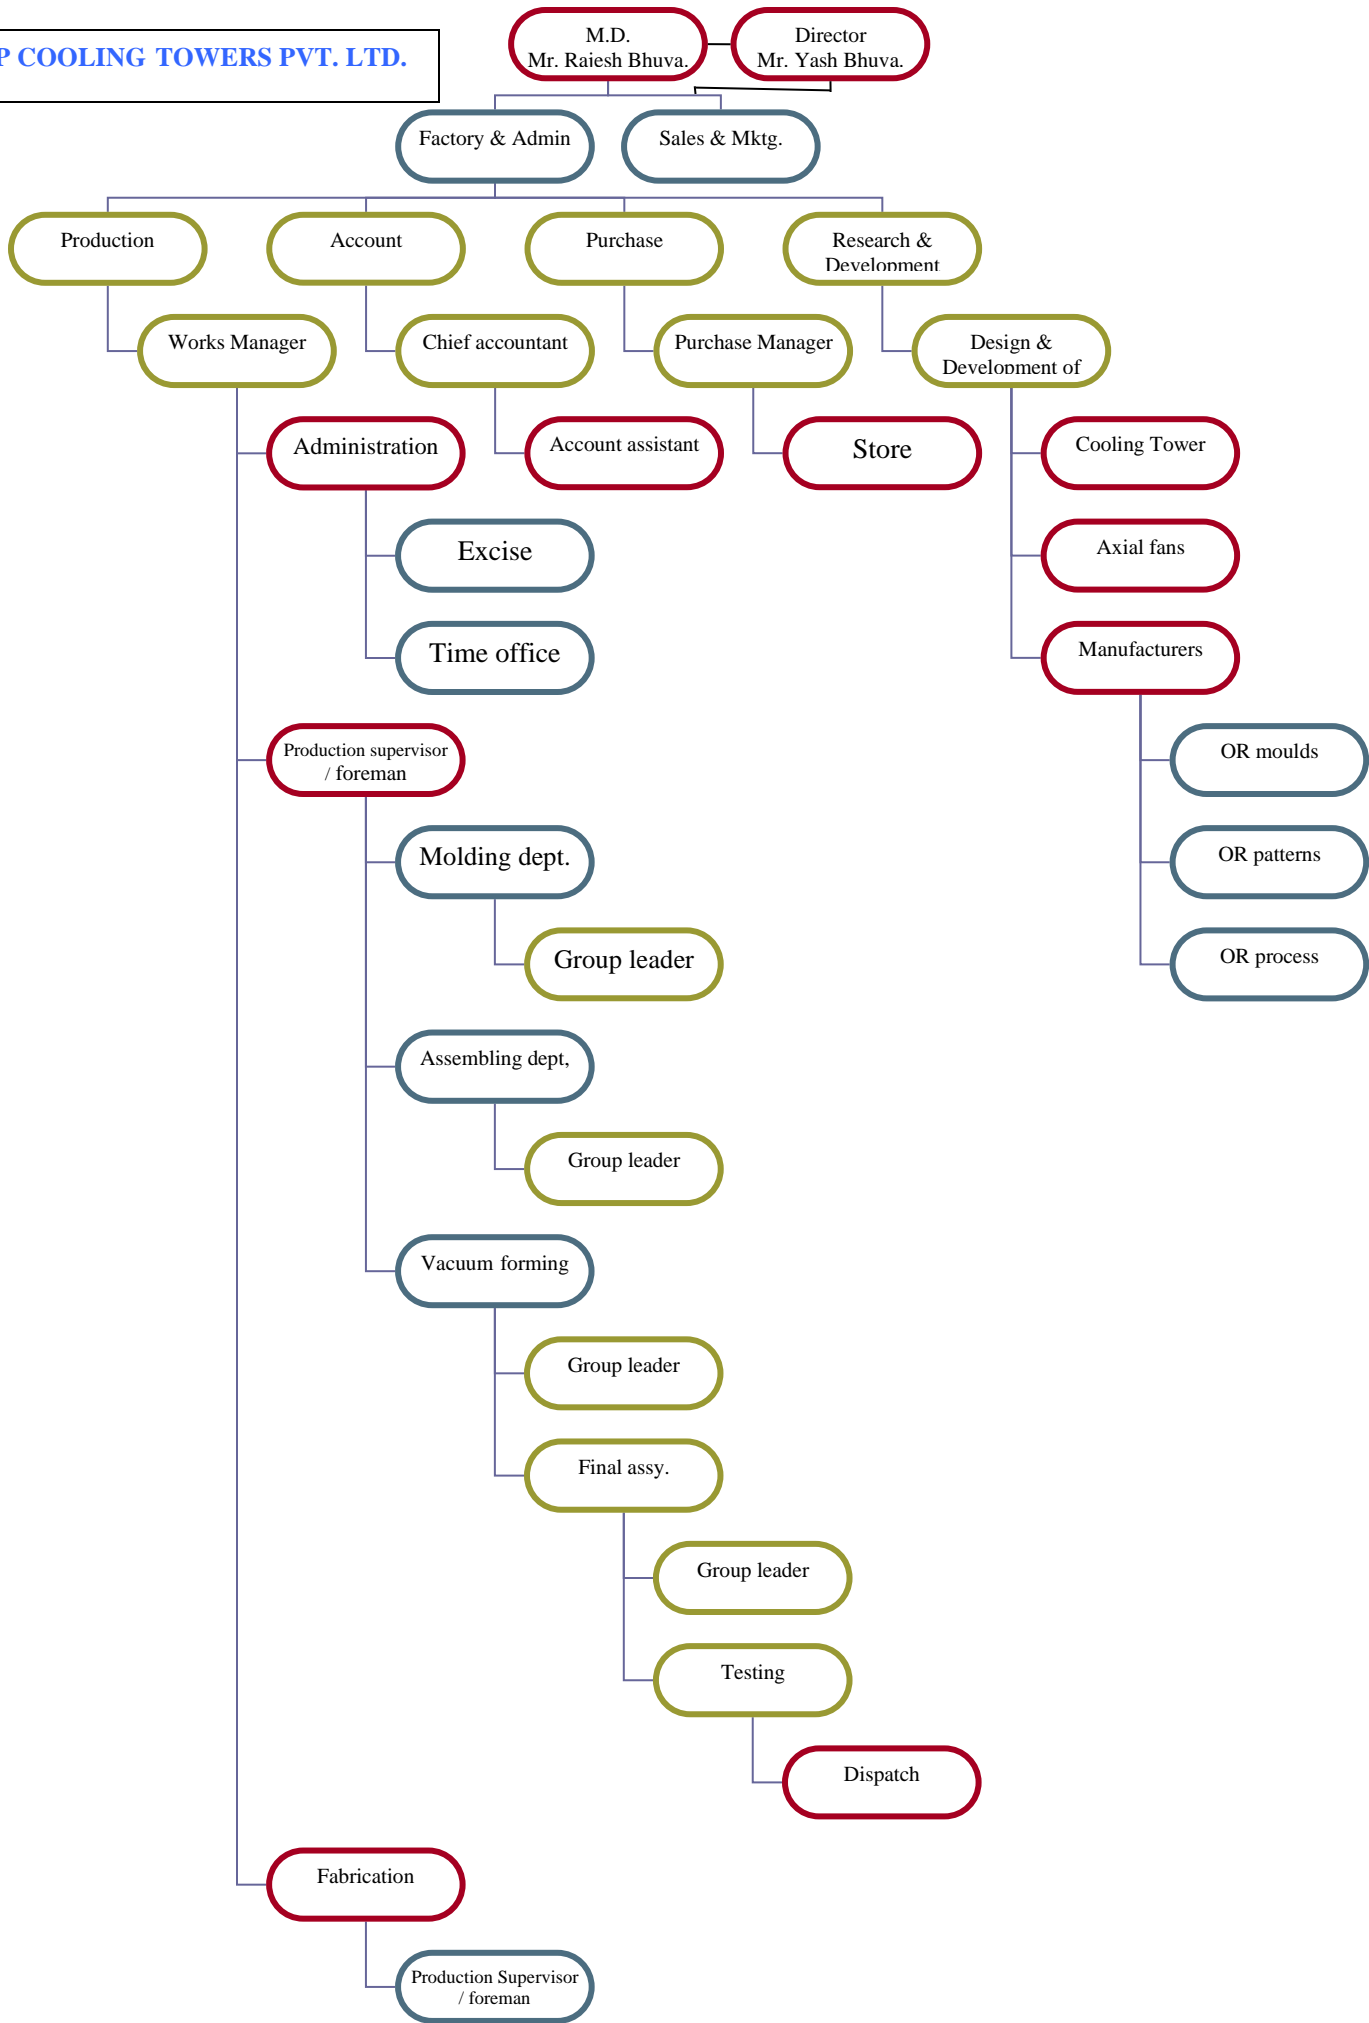 P COOLING TOWERS PVT. LTD.
M.D.
Mr. Rajesh Bhuva.
Director
Mr. Yash Bhuva.
Factory & Admin
Sales & Mktg.
Production
Account
Purchase
Research &
Development
Works Manager
Chief accountant
Purchase Manager
Design &
Development of
Administration
Account assistant
Store
Cooling Tower
Excise
Axial fans
Time office
Manufacturers
Production supervisor
/ foreman
OR moulds
Molding dept.
OR patterns
Group leader
OR process
Assembling dept,
Group leader
Vacuum forming
Group leader
Final assy.
Group leader
Testing
Dispatch
Fabrication
Production Supervisor
/ foreman